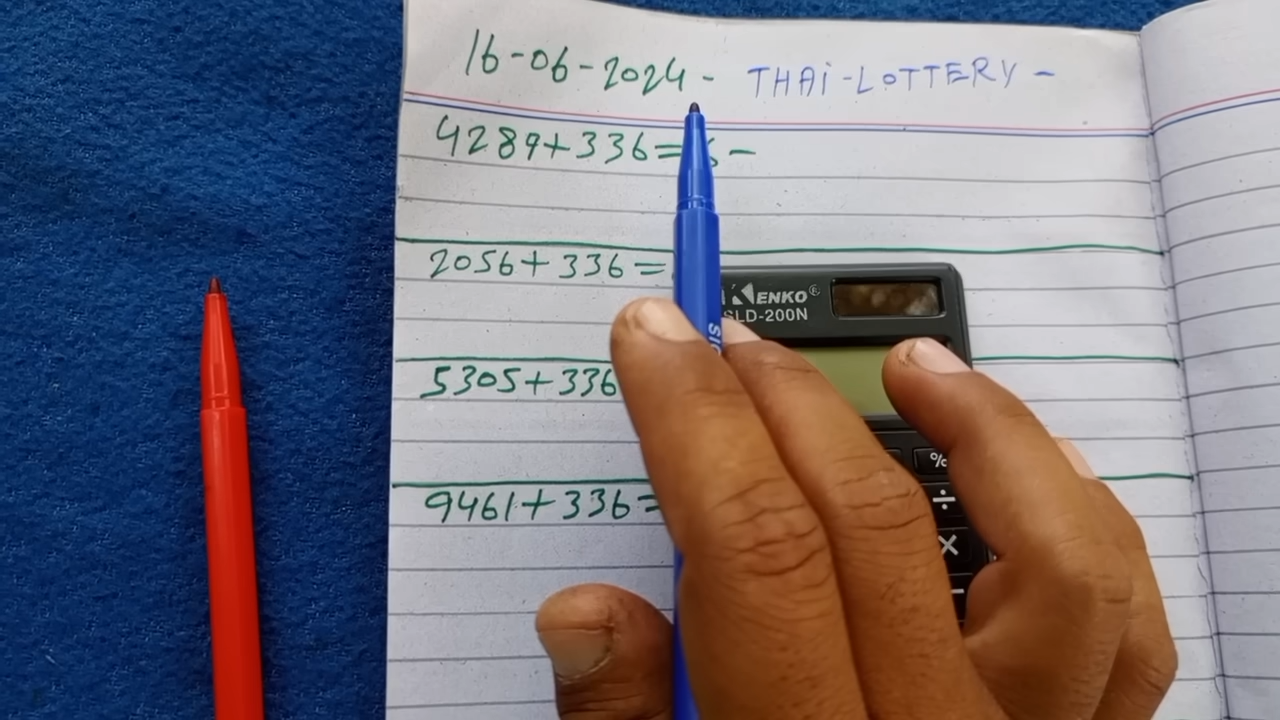 16-06-2024- THAi-LOTTERY-
4289+336= -
2056+336=
KENKO®
SLD-200N
5305+336
%
÷
9461+336=
×
-